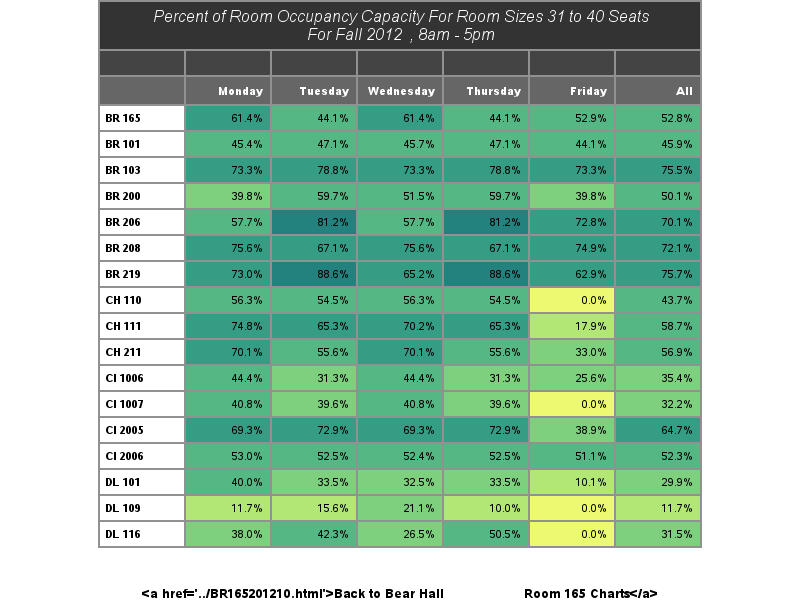 Percent of Room Occupancy Capacity For Room Sizes 31 to 40 Seats
For Fall 2012 , 8am - 5pm
Monday Tuesday Wednesday Thursday Friday All
BR 165 61.4% 44.1% 61.4% 44.1% 52.9% 52.8%
BR 101 45.4% 47.1% 45.7% 47.1% 44.1% 45.9%
BR 103 73.3% 78.8% 73.3% 78.8% 73.3% 75.5%
BR 200 39.8% 59.7% 51.5% 59.7% 39.8% 50.1%
BR 206 57.7% 81.2% 57.7% 81.2% 72.8% 70.1%
BR 208 75.6% 67.1% 75.6% 67.1% 74.9% 72.1%
BR 219 73.0% 88.6% 65.2% 88.6% 62.9% 75.7%
CH 110 56.3% 54.5% 56.3% 54.5% 0.0% 43.7%
CH 111 74.8% 65.3% 70.2% 65.3% 17.9% 58.7%
CH 211 70.1% 55.6% 70.1% 55.6% 33.0% 56.9%
CI 1006 44.4% 31.3% 44.4% 31.3% 25.6% 35.4%
CI 1007 40.8% 39.6% 40.8% 39.6% 0.0% 32.2%
CI 2005 69.3% 72.9% 69.3% 72.9% 38.9% 64.7%
CI 2006 53.0% 52.5% 52.4% 52.5% 51.1% 52.3%
DL 101 40.0% 33.5% 32.5% 33.5% 10.1% 29.9%
DL 109 11.7% 15.6% 21.1% 10.0% 0.0% 11.7%
DL 116 38.0% 42.3% 26.5% 50.5% 0.0% 31.5%
<a href='../BR165201210.html'>Back to Bear Hall Room 165 Charts</a>